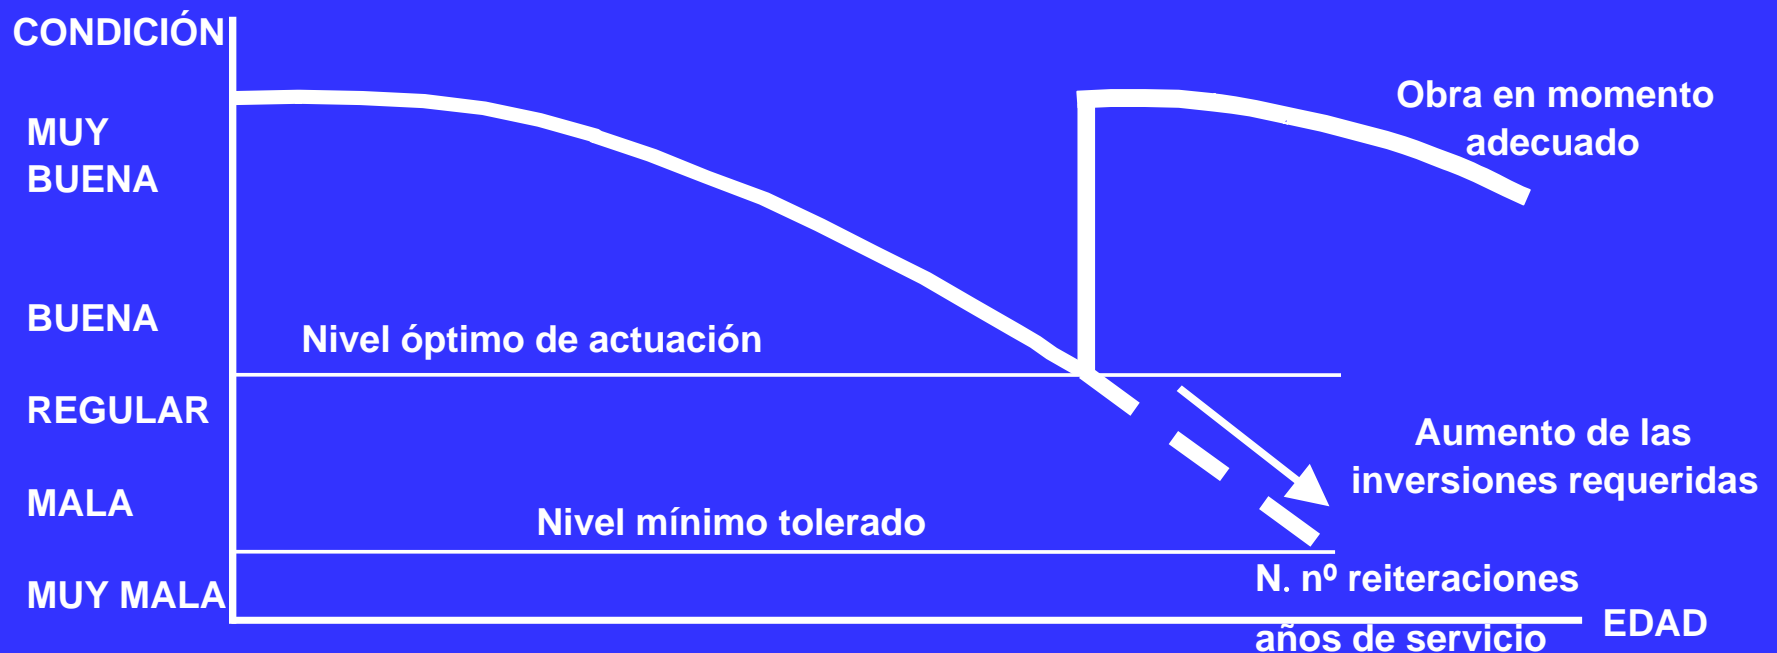 CONDICIÓN
MUY
BUENA
BUENA
REGULAR
MALA
MUY MALA
Nivel óptimo de actuación
Nivel mínimo tolerado
Obra en momento
adecuado
Aumento de las
inversiones requeridas
N. nº reiteraciones
años de servicio
EDAD